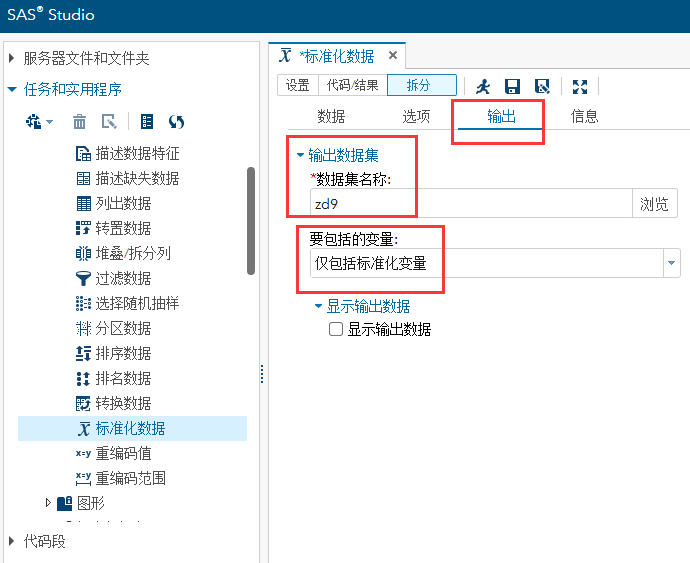 SAS® Studio
服务器文件和文件夹
任务和实用程序
描述数据特征
描述缺失数据
列出数据
转置数据
堆叠/拆分列
过滤数据
选择随机抽样
分区数据
排序数据
排名数据
转换数据
标准化数据
重编码值
重编码范围
图形
代码段
*标准化数据
设置 代码/结果 拆分
数据 选项 输出 信息
输出数据集
*数据集名称:
zd9 浏览
要包括的变量:
仅包括标准化变量
显示输出数据
显示输出数据